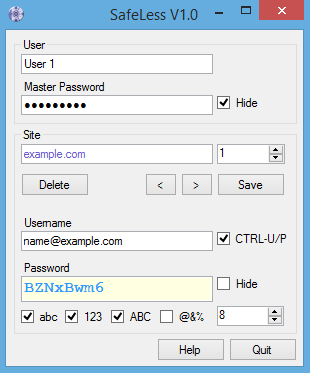 SafeLess V1.0
User
User 1
Master Password
●●●●●●●●●
Hide
Site
example.com
1
Delete
<
>
Save
Username
name@example.com
CTRL-U/P
Password
BZNxBwm6
Hide
abc
123
ABC
@&%
8
Help
Quit